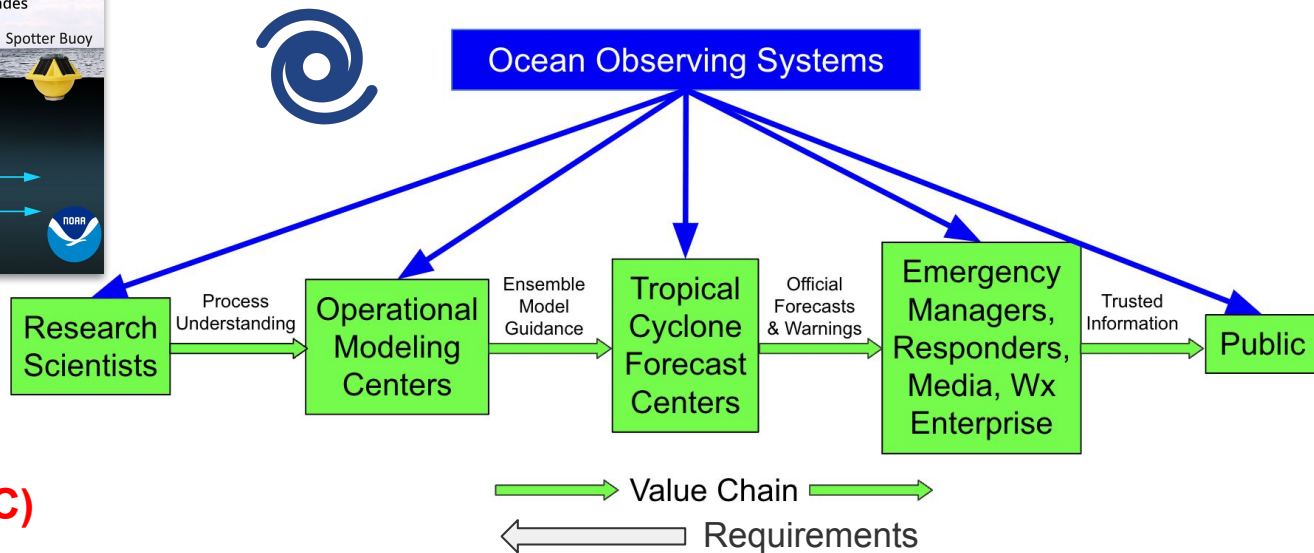 Spotter Buoy
NOAA
Ocean Observing Systems
Research
Scientists
Process
Understanding
Operational
Modeling
Centers
Ensemble
Model
Guidance
Tropical
Cyclone
Forecast
Centers
Official
Forecasts
& Warnings
Emergency
Managers,
Responders,
Media, Wx
Enterprise
Trusted
Information
Public
C)
Value Chain
Requirements